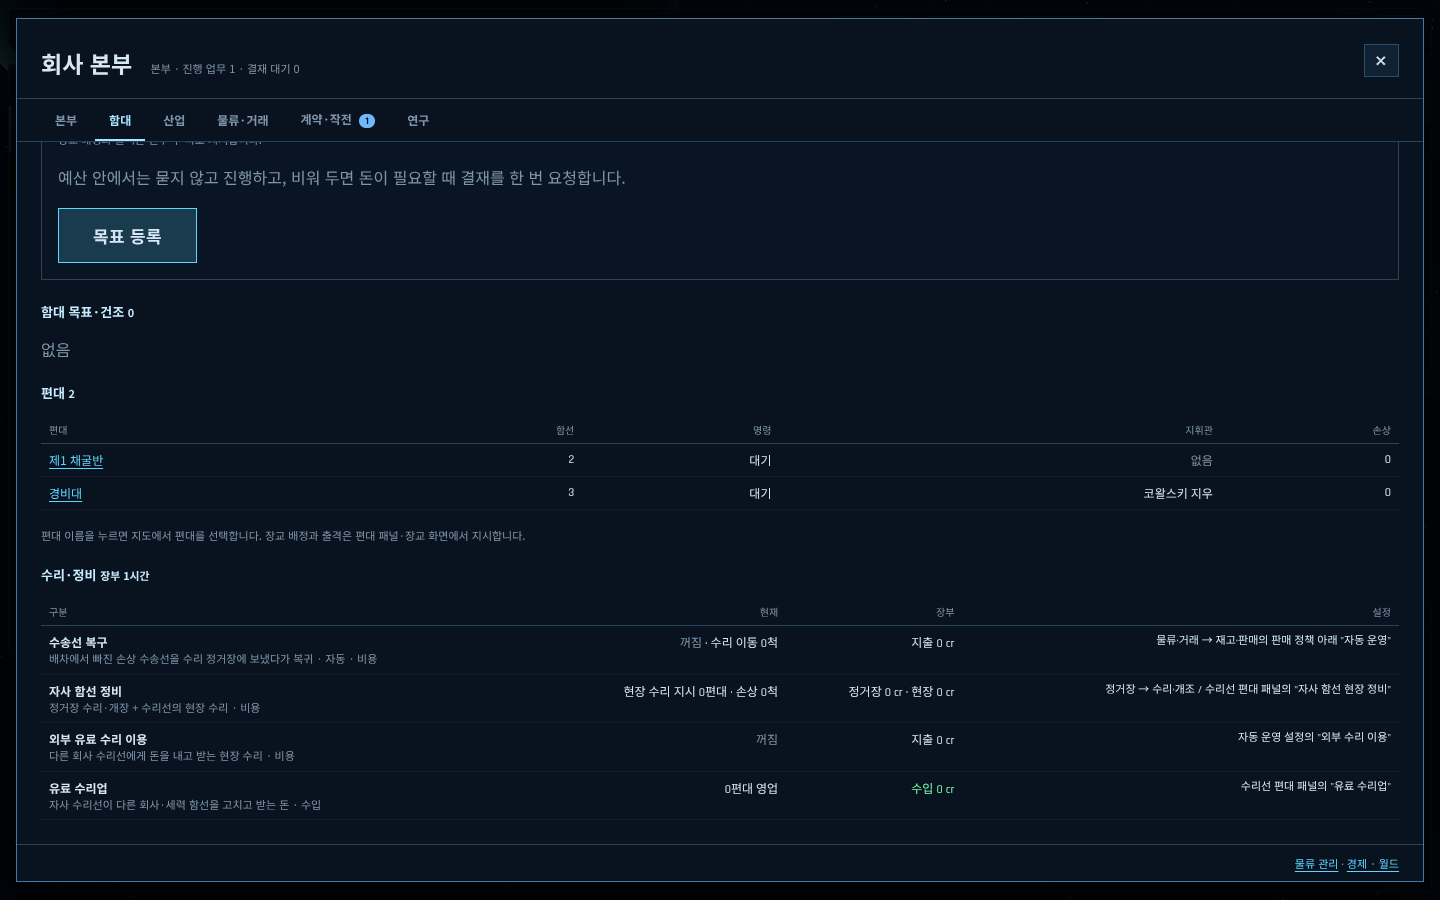 회사 본부 본부 · 진행 업무 1 · 결재 대기 0 ×
본부 함대 산업 물류·거래 계약·작전 1 연구
예산 안에서는 묻지 않고 진행하고, 비워 두면 돈이 필요할 때 결재를 한 번 요청합니다.
목표 등록
함대 목표·건조 0
없음
편대 2
편대 함선 명령 지휘관 손상
제1 채굴반 2 대기 없음 0
경비대 3 대기 코왈스키 지우 0
편대 이름을 누르면 지도에서 편대를 선택합니다. 장교 배정과 출격은 편대 패널·장교 화면에서 지시합니다.
수리·정비 장부 1시간
구분 현재 장부 설정
수송선 복구 꺼짐 · 수리 이동 0척 지출 0 cr 물류·거래 → 재고·판매의 판매 정책 아래 "자동 운영"
배차에서 빠진 손상 수송선을 수리 정거장에 보냈다가 복귀 · 자동 · 비용
자사 함선 정비 현장 수리 지시 0편대 · 손상 0척 정거장 0 cr · 현장 0 cr 정거장 → 수리·개조 / 수리선 편대 패널의 "자사 함선 현장 정비"
정거장 수리·개장 + 수리선의 현장 수리 · 비용
외부 유료 수리 이용 꺼짐 지출 0 cr 자동 운영 설정의 "외부 수리 이용"
다른 회사 수리선에게 돈을 내고 받는 현장 수리 · 비용
유료 수리업 0편대 영업 수입 0 cr 수리선 편대 패널의 "유료 수리업"
자사 수리선이 다른 회사·세력 함선을 고치고 받는 돈 · 수입
물류 관리 · 경제 · 월드